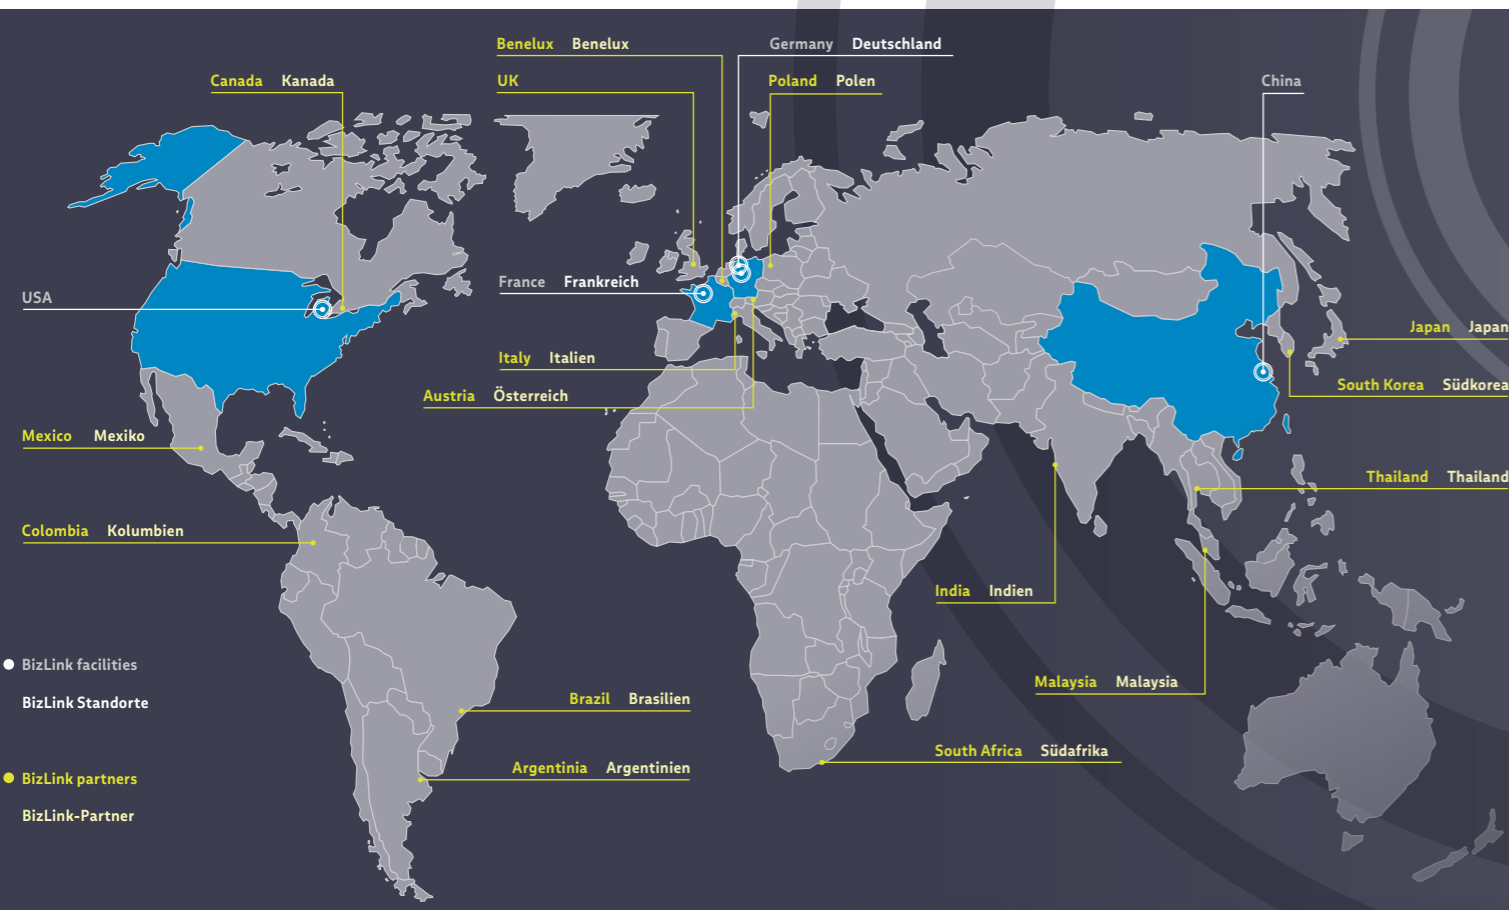 Benelux Benelux
Germany Deutschland
Canada Kanada
UK
Poland Polen
China
USA
France Frankreich
Japan Japan
Italy Italien
South Korea Südkorea
Austria Österreich
Mexico Mexiko
Thailand Thailand
Colombia Kolumbien
India Indien
BizLink facilities
BizLink Standorte
Malaysia Malaysia
Brazil Brasilien
South Africa Südafrika
Argentinia Argentinien
BizLink partners
BizLink-Partner